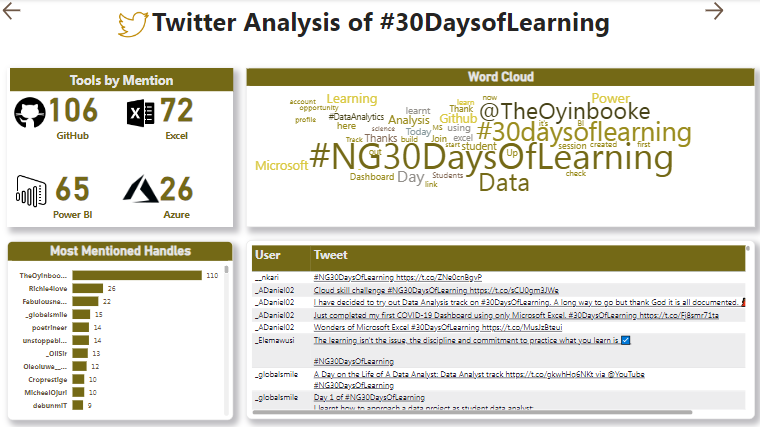 Twitter Analysis of #30DaysofLearning
Tools by Mention
106
GitHub
72
Excel
65
Power BI
26
Azure
Word Cloud
account
Learning
opportunity
profile
#DataAnalytics
here
learnt
Analysis
learn
Thank
Github
now
@TheOyinbooke
Power
science
Today
MS
using
#30daysoflearning
It's
BI
Track
Thanks
build
Join
excel
start
student
Up
session
created
first
out
#NG30DaysOfLearning
Microsoft
Dashboard
Day
Students
link
Data
check
Most Mentioned Handles
TheOyinboo... 110
Richie4love 26
Fabulousne... 22
_globalsmile 15
poetrineer 14
unstoppabl... 14
_OllSir 13
Olaoluwe__... 12
Croprestige 10
MichealOjuri 10
debunmiT 9
User Tweet
__nkari #NG30DaysOfLearning https://t.co/ZNe0cnBgvP
_ADaniel02 Cloud skill challenge #NG30DaysOfLearning https://t.co/sCU0gm3JWe
_ADaniel02 I have decided to try out Data Analysis track on #30DaysOfLearning. A long way to go but thank God it is all documented.
_ADaniel02 Just completed my first COVID-19 Dashboard using only Microsoft Excel. #30DaysOfLearning https://t.co/Fj8smr71ta
_ADaniel02 Wonders of Microsoft Excel #30DaysOfLearning https://t.co/MusJzBteui
_Elemawusi The learning isn't the issue, the discipline and commitment to practice what you learn is ☑
#NG30DaysOfLearning
_globalsmile A Day on the Life of A Data Analyst: Data Analyst track https://t.co/gkwhHo6NKt via @YouTube
#NG30DaysOfLearning
_globalsmile Day 1 of #NG30DaysOfLearning
I learnt how to approach a data project as student data analyst